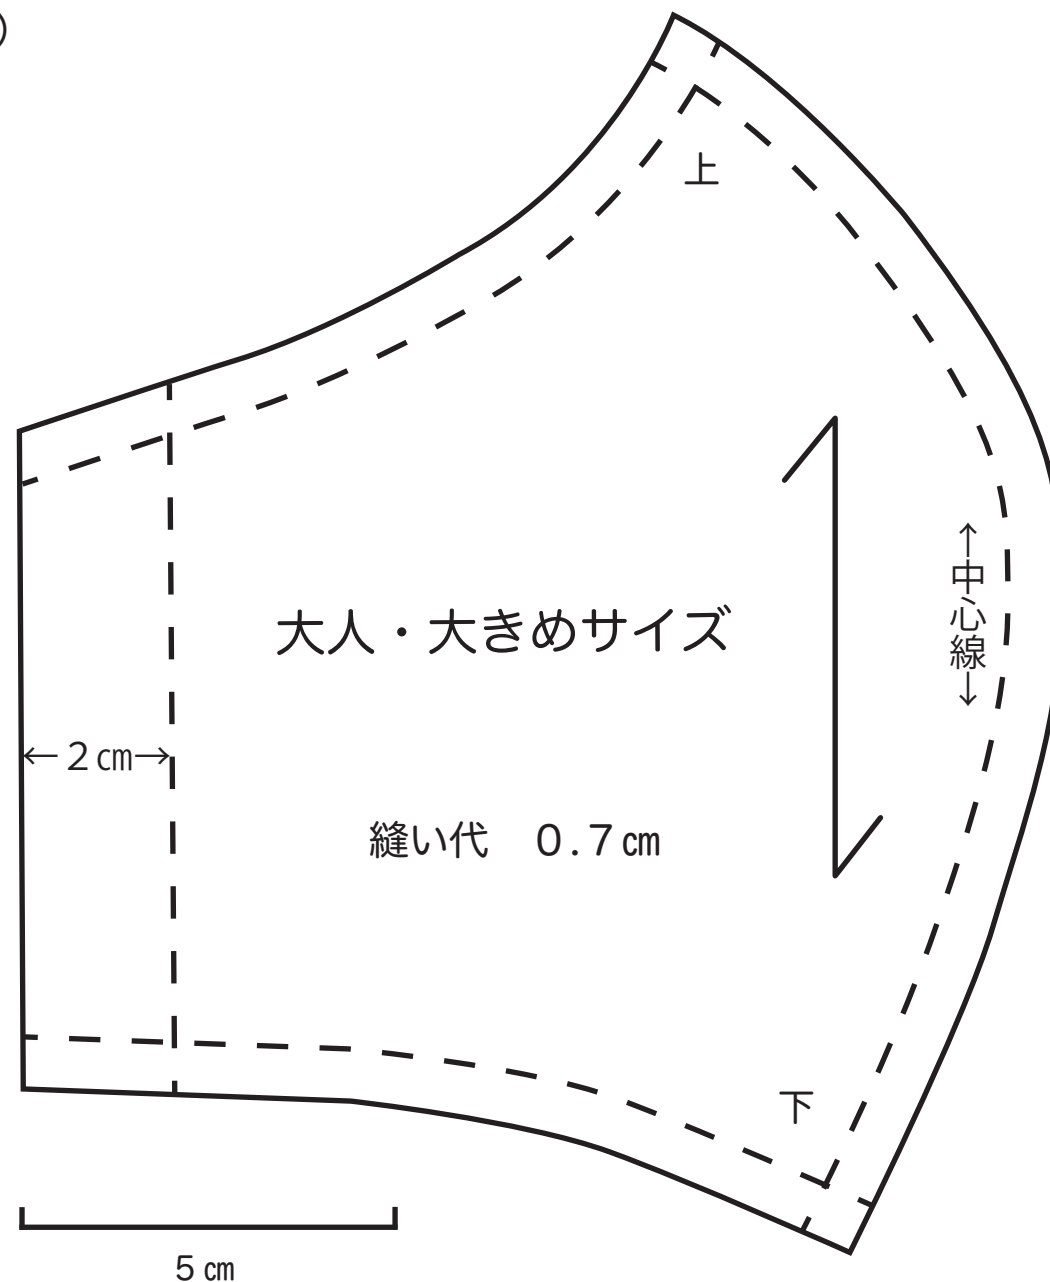 )
上
←中心線→
大人・大きめサイズ
←２㎝→
縫い代　０.７㎝
下
５㎝